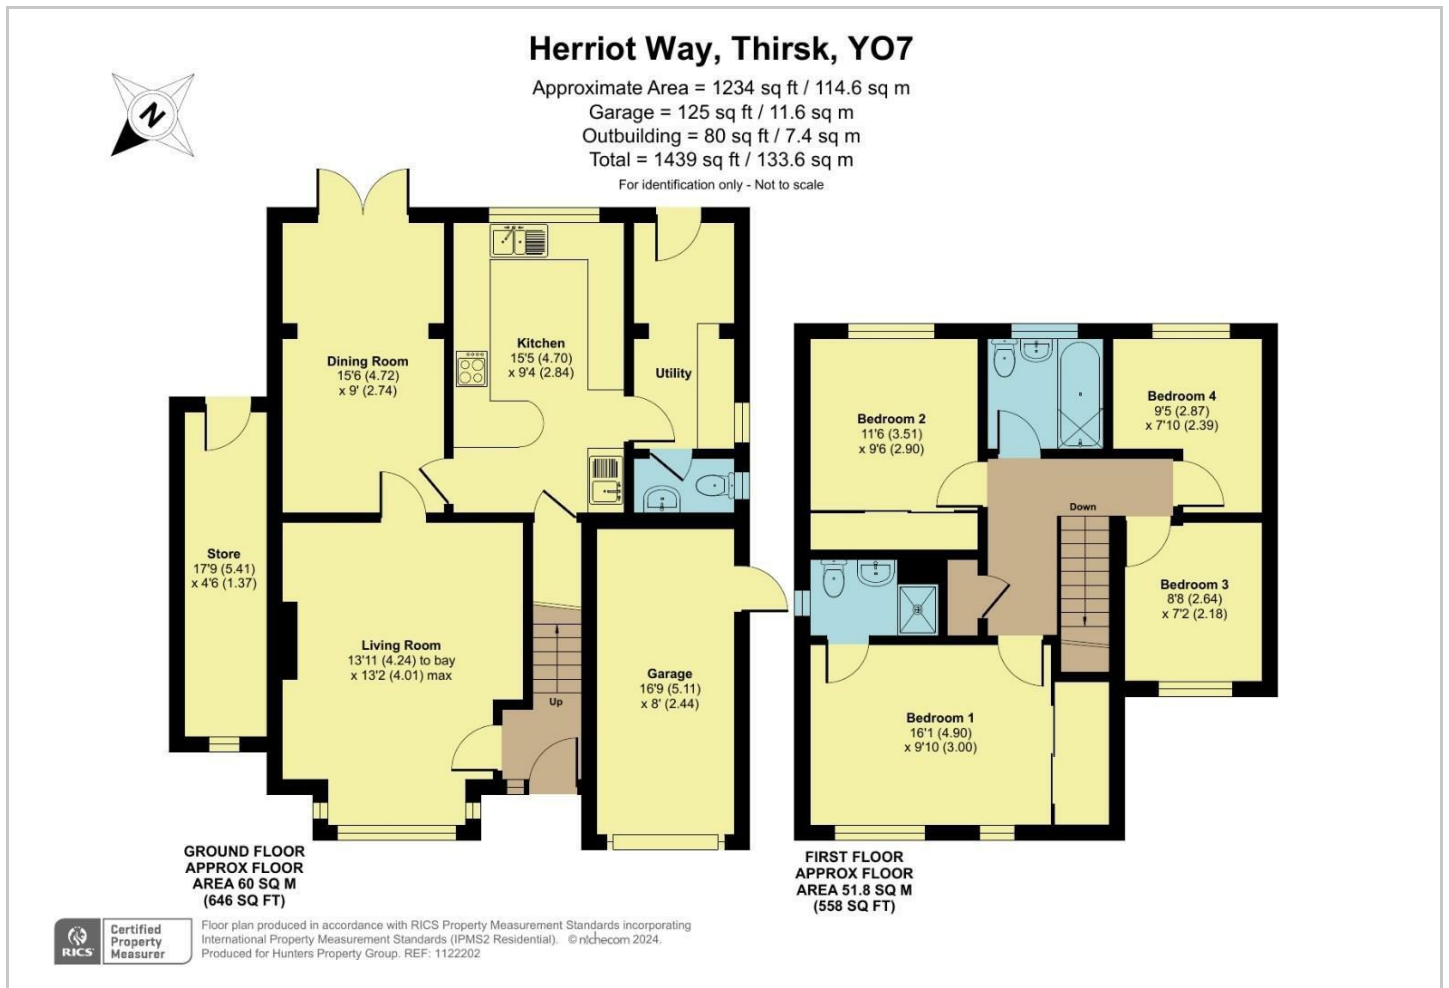 Herriot Way, Thirsk, YO7
Approximate Area = 1234 sq ft / 114.6 sq m
Garage = 125 sq ft / 11.6 sq m
Outbuilding = 80 sq ft / 7.4 sq m
Total = 1439 sq ft / 133.6 sq m
For identification only - Not to scale
N
Dining Room
15'6 (4.72)
x 9' (2.74)
Kitchen
15'5 (4.70)
x 9'4 (2.84)
Utility
Store
17'9 (5.41)
x 4'6 (1.37)
Living Room
13'11 (4.24) to bay
x 13'2 (4.01) max
Up
Garage
16'9 (5.11)
x 8' (2.44)
Bedroom 2
11'6 (3.51)
x 9'6 (2.90)
Bedroom 4
9'5 (2.87)
x 7'10 (2.39)
Down
Bedroom 3
8'8 (2.64)
x 7'2 (2.18)
Bedroom 1
16'1 (4.90)
x 9'10 (3.00)
GROUND FLOOR
APPROX FLOOR
AREA 60 SQ M
(646 SQ FT)
FIRST FLOOR
APPROX FLOOR
AREA 51.8 SQ M
(558 SQ FT)
RICS
Certified
Property
Measurer
Floor plan produced in accordance with RICS Property Measurement Standards incorporating
International Property Measurement Standards (IPMS2 Residential). © nichecom 2024.
Produced for Hunters Property Group. REF: 1122202